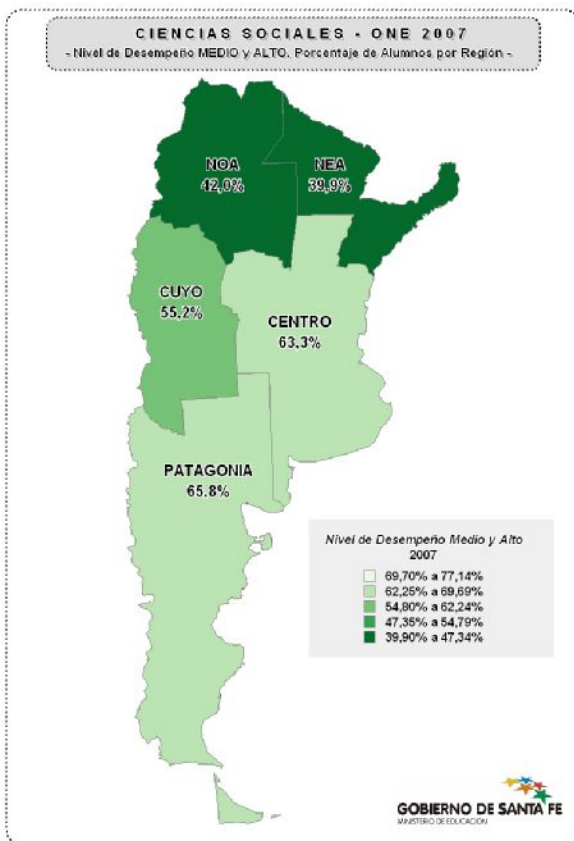 CIENCIAS SOCIALES - ONE 2007
- Nivel de Desempeño MEDIO y ALTO. Porcentaje de Alumnos por Región -
NOA
42,0%
NEA
39,9%
CUYO
55,2%
CENTRO
63,3%
PATAGONIA
65,8%
Nivel de Desempeño Medio y Alto
2007
69,70% a 77,14%
62,25% a 69,69%
54,80% a 62,24%
47,35% a 54,79%
39,90% a 47,34%
GOBIERNO DE SANTA FE
MINISTERIO DE EDUCACION